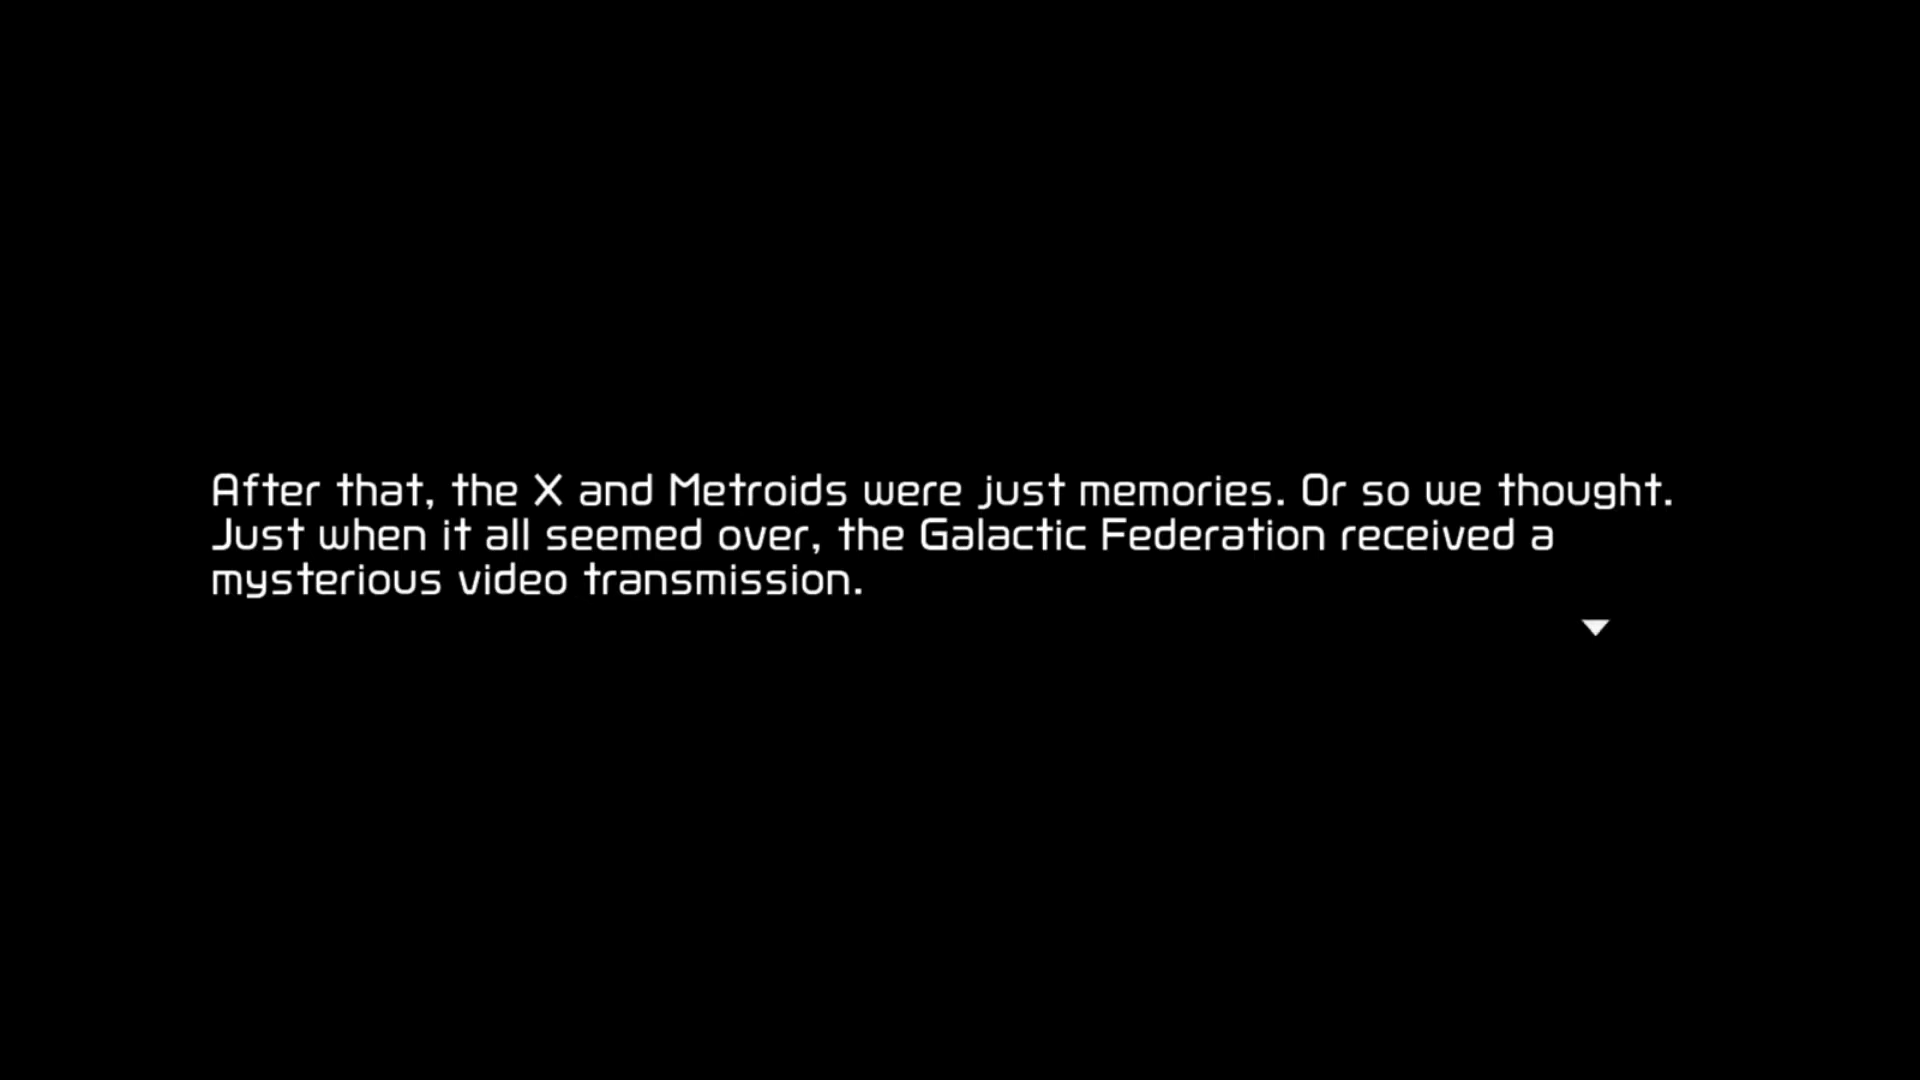 After that, the X and Metroids were just memories. Or so we thought.
Just when it all seemed over, the Galactic Federation received a
mysterious video transmission.